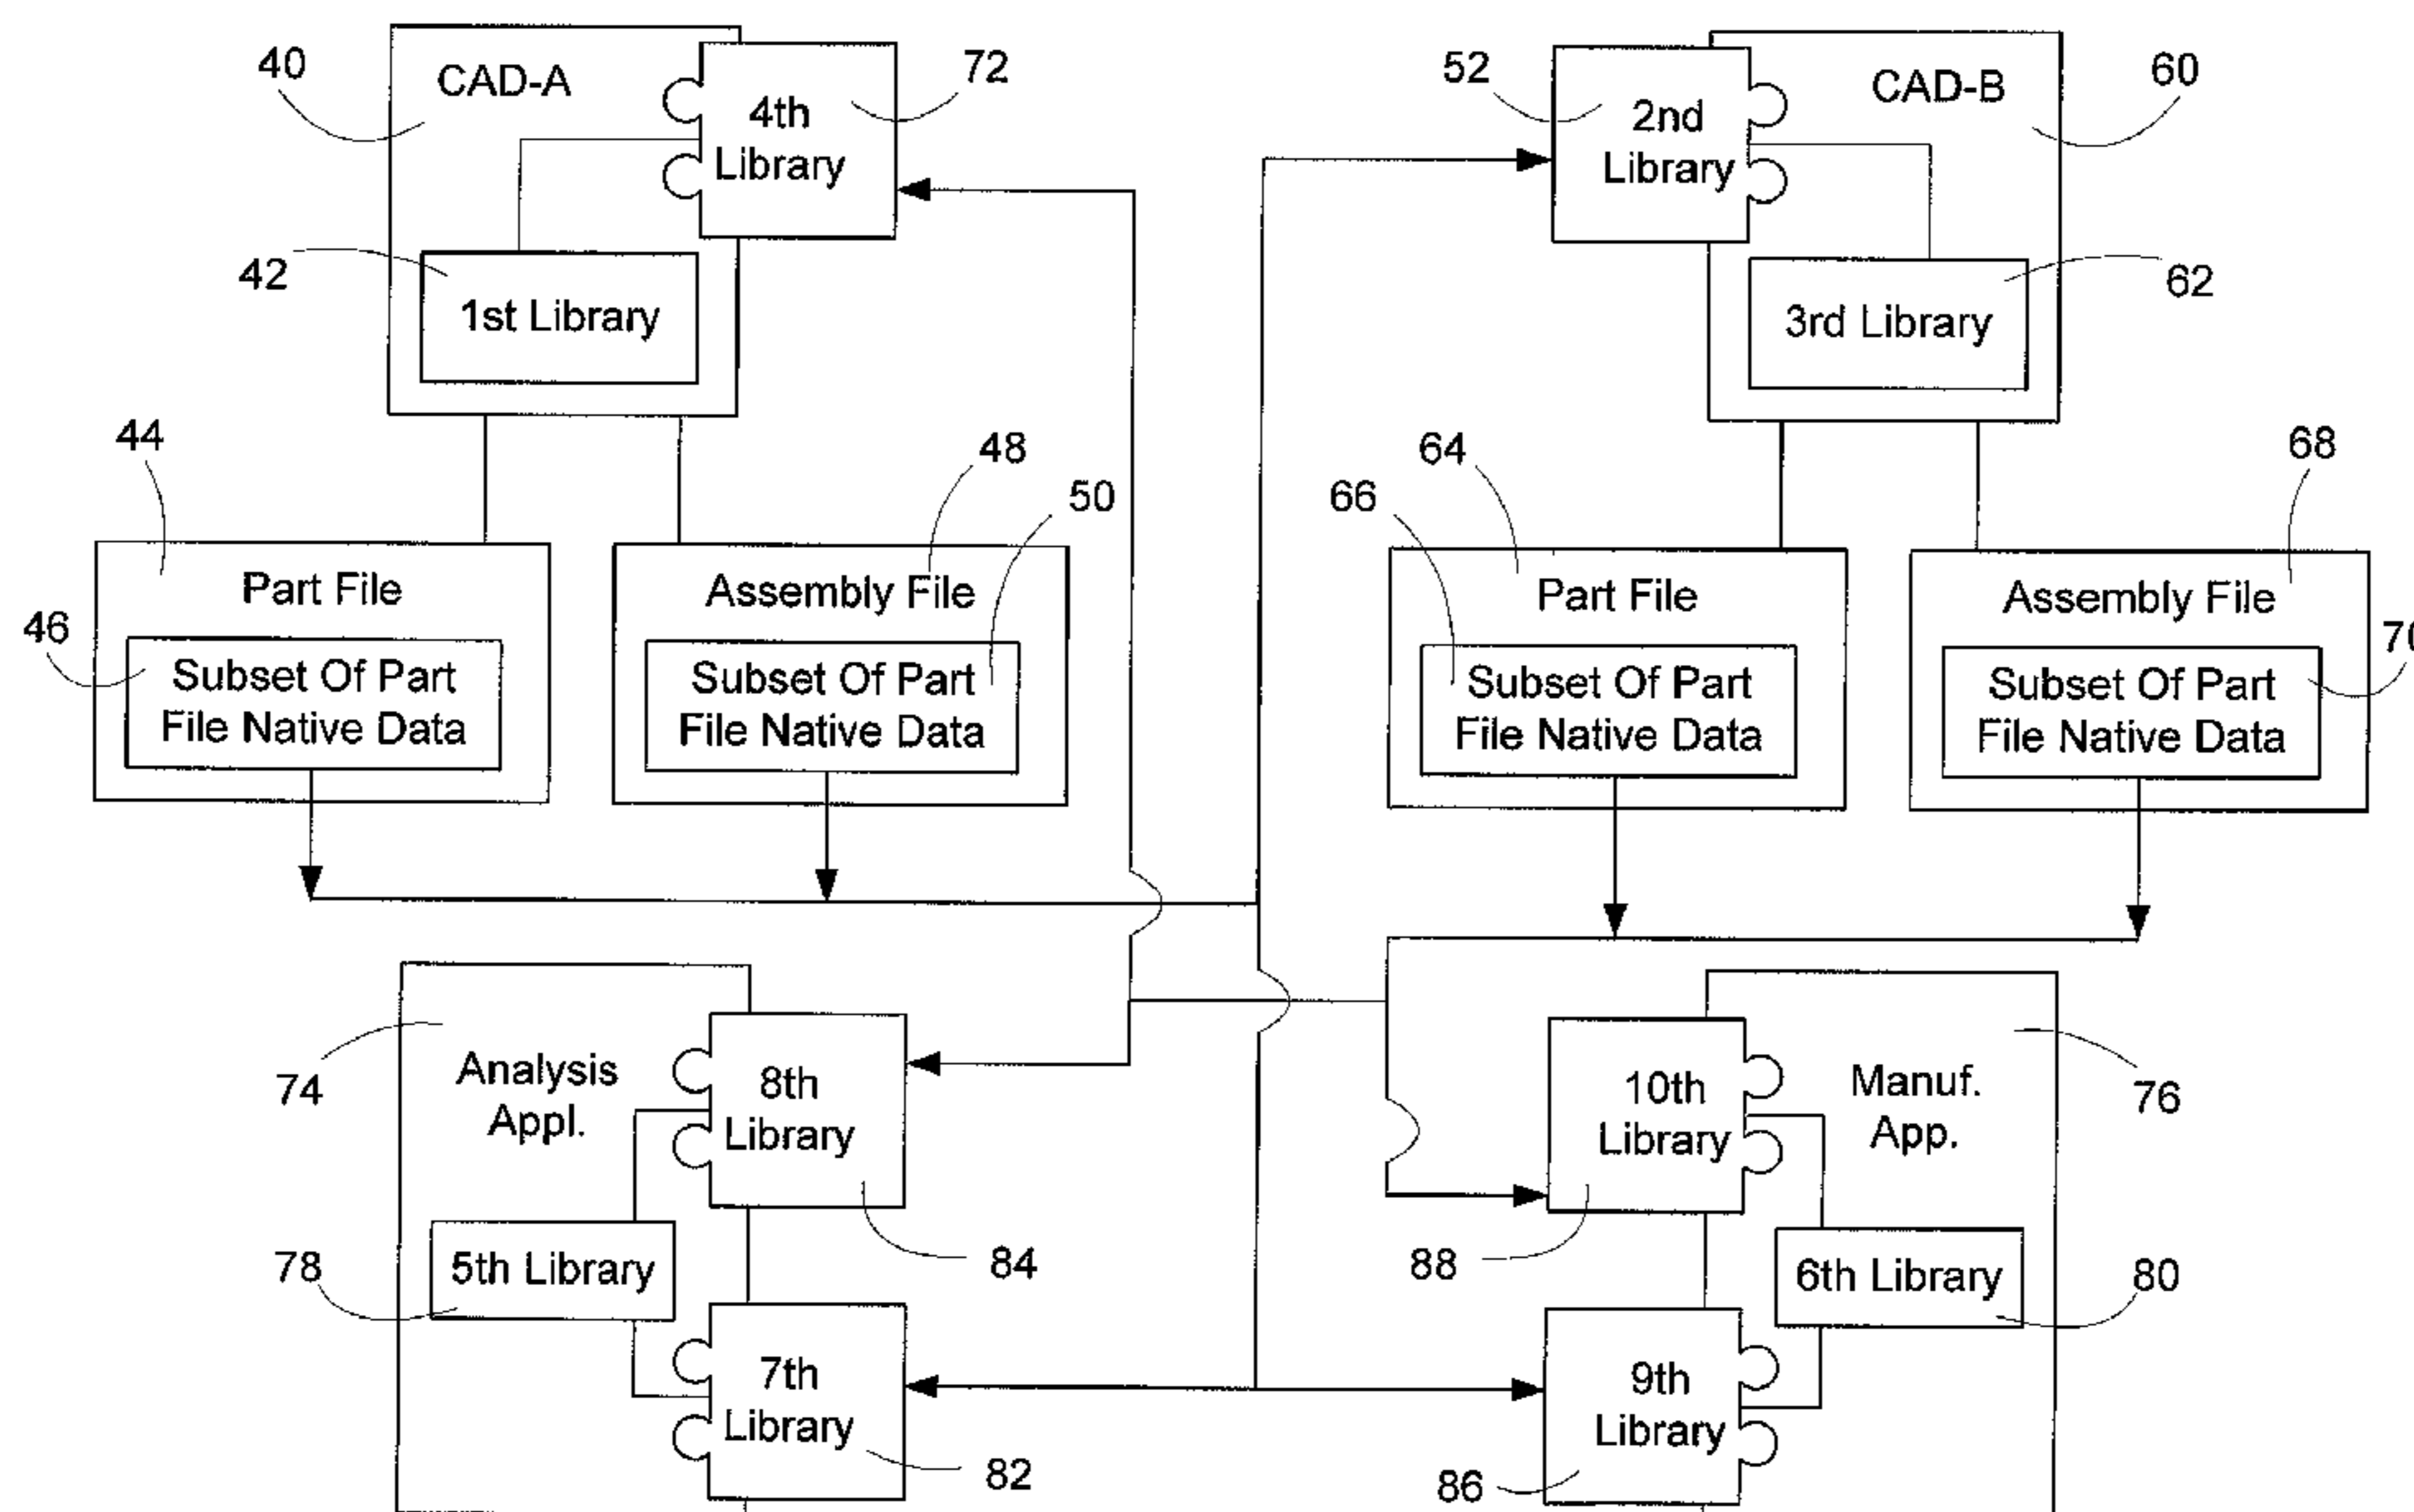 40
CAD-A
4th
Library
72
42
1st Library
52
2nd
Library
CAD-B
60
62
3rd Library
44
48
50
Part File
Assembly File
46
Subset Of Part
File Native Data
Subset Of Part
File Native Data
64
66
68
Part File
Assembly File
70
Subset Of Part
File Native Data
Subset Of Part
File Native Data
74
Analysis
Appl.
8th
Library
84
78
5th Library
7th
Library
82
10th
Library
Manuf.
App.
76
88
6th Library
80
9th
Library
86